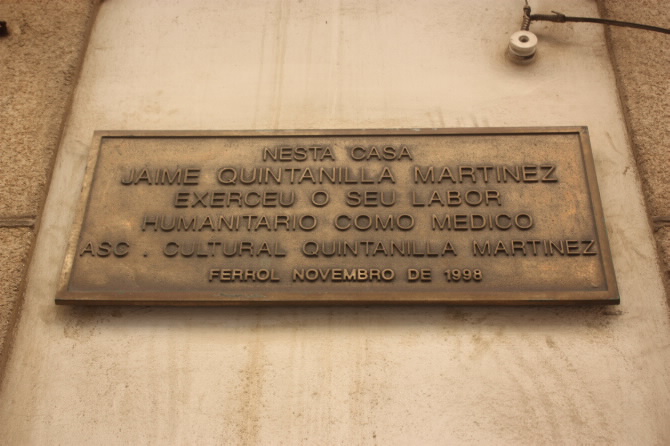 NESTA CASA
JAIME QUINTANILLA MARTINEZ
EXERCEU O SEU LABOR
HUMANITARIO COMO MEDICO
ASC . CULTURAL QUINTANILLA MARTINEZ
FERROL NOVEMBRO DE 1998